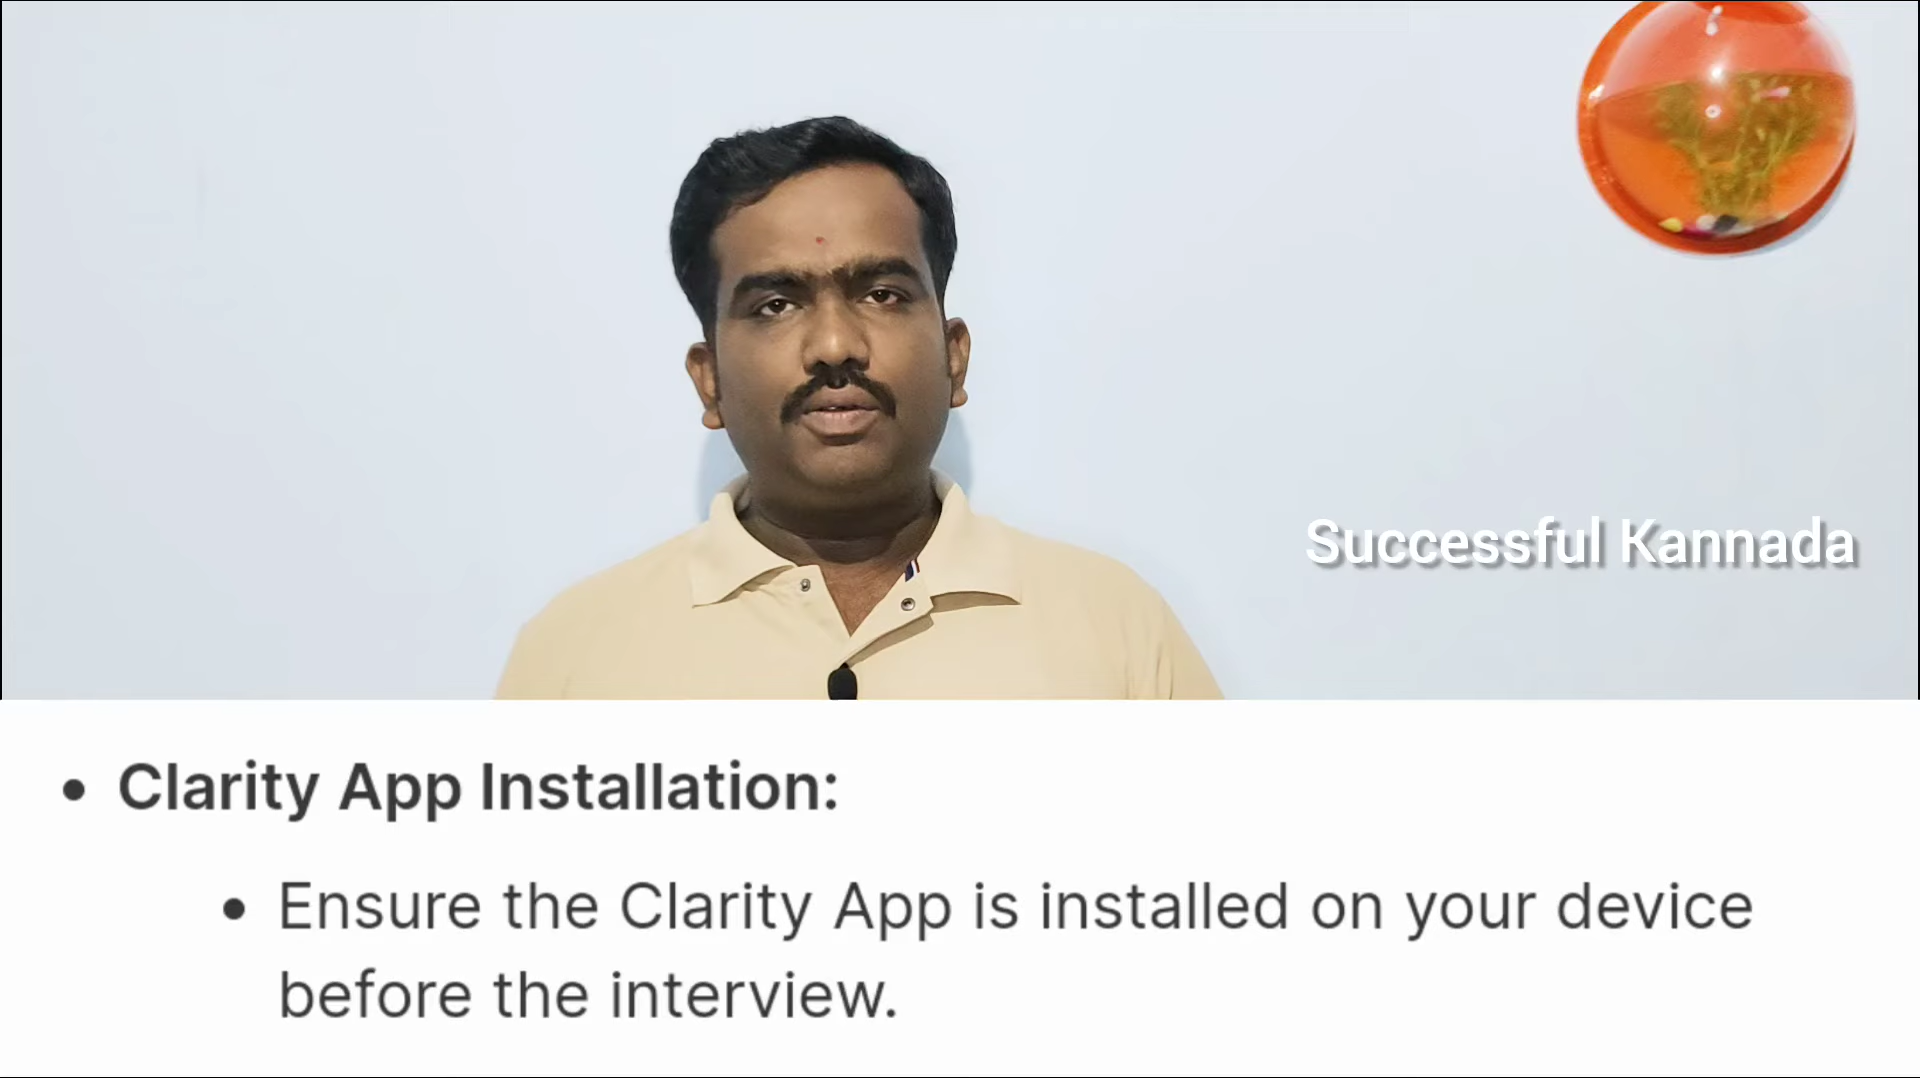 Successful Kannada
• Clarity App Installation:
• Ensure the Clarity App is installed on your device
before the interview.